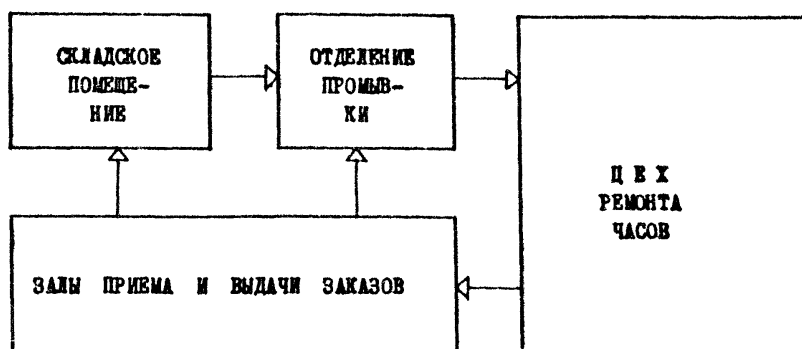 СКЛАДСКОЕ
ПОМЕЩЕ-
НИЕ
ОТДЕЛЕНИЕ
ПРОМЫВ-
КИ
Ц Е Х
РЕМОНТА
ЧАСОВ
ЗАЛЫ ПРИЕМА И ВЫДАЧИ ЗАКАЗОВ